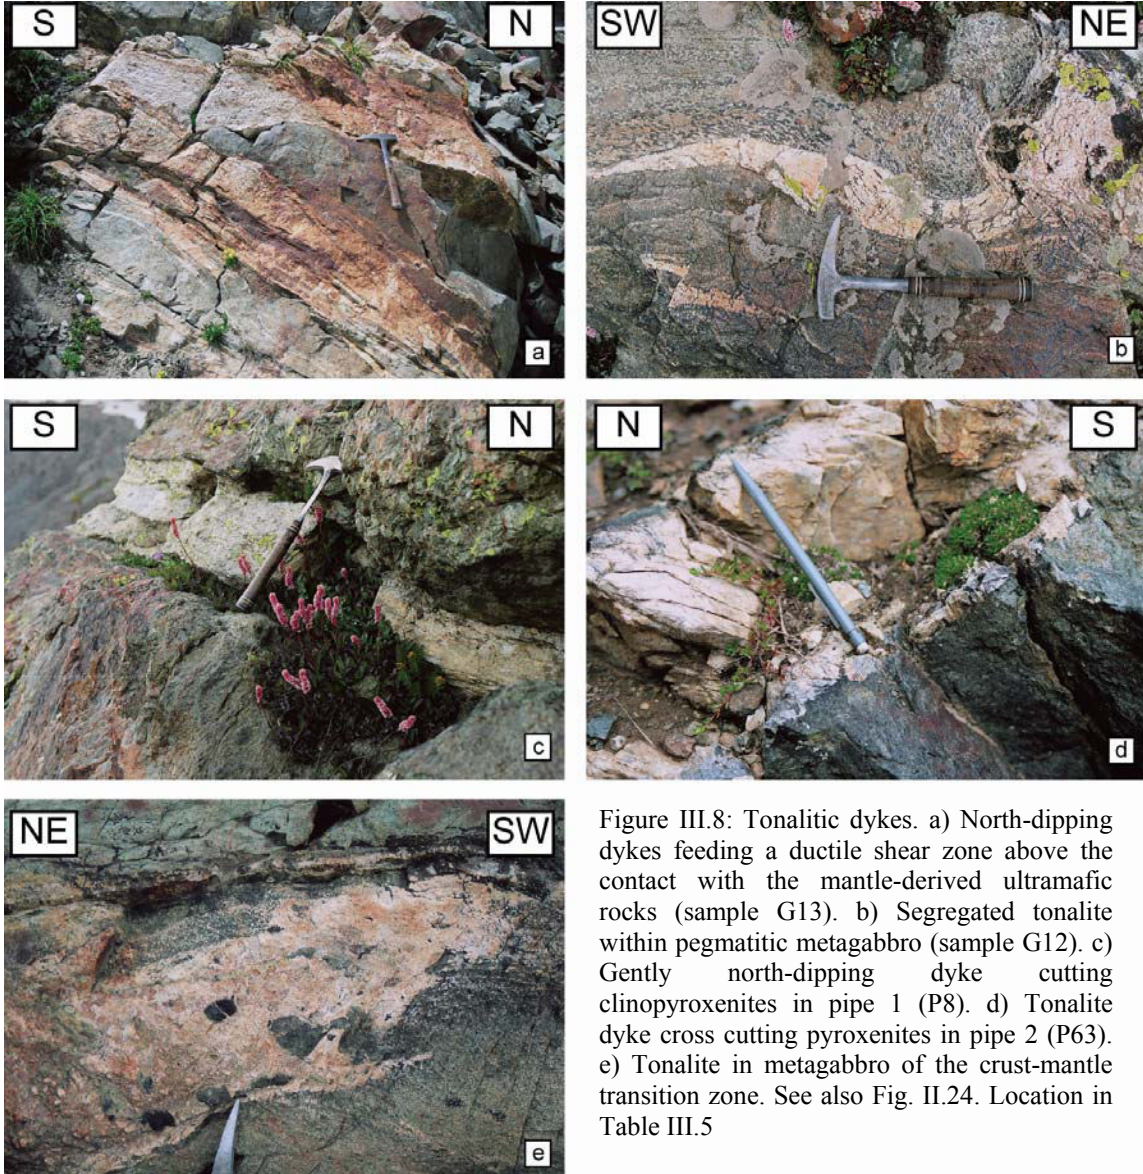 S
N
a
SW
NE
b
S
N
c
N
S
d
NE
SW
e
Figure III.8: Tonalitic dykes. a) North-dipping
dykes feeding a ductile shear zone above the
contact with the mantle-derived ultramafic
rocks (sample G13). b) Segregated tonalite
within pegmatitic metagabbro (sample G12). c)
Gently north-dipping dyke cutting
clinopyroxenites in pipe 1 (P8). d) Tonalite
dyke cross cutting pyroxenites in pipe 2 (P63).
e) Tonalite in metagabbro of the crust-mantle
transition zone. See also Fig. II.24. Location in
Table III.5